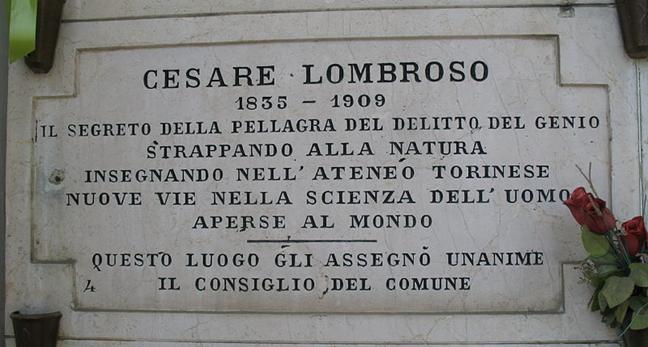 CESARE LOMBROSO
1835 - 1909
IL SEGRETO DELLA PELLAGRA DEL DELITTO DEL GENIO
STRAPPANDO ALLA NATURA
INSEGNANDO NELL'ATENEO TORINESE
NUOVE VIE NELLA SCIENZA DELL'UOMO
APERSE AL MONDO
QUESTO LUOGO GLI ASSEGNÒ UNANIME
4 IL CONSIGLIO DEL COMUNE